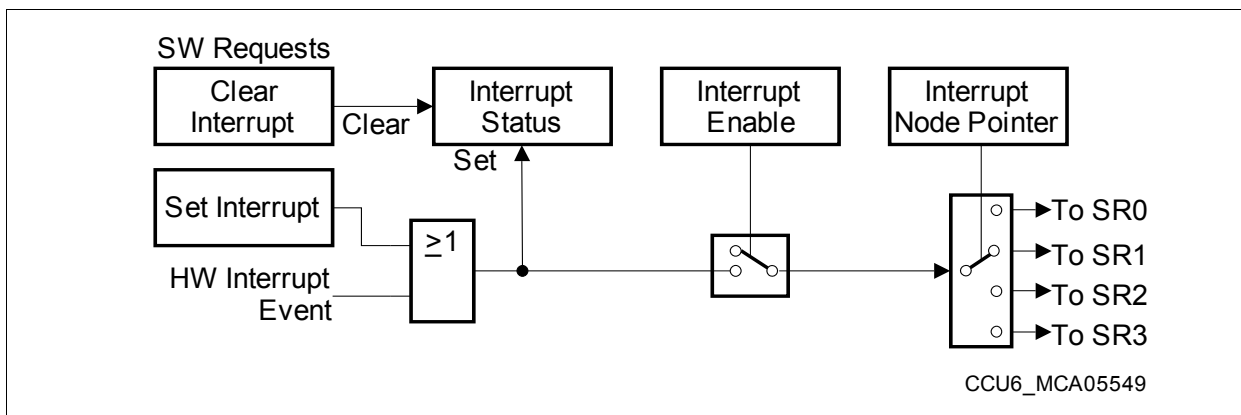 SW Requests
Clear
Interrupt
Clear
Interrupt
Status
Set
Interrupt
Enable
Interrupt
Node Pointer
Set Interrupt
≥1
HW Interrupt
Event
To SR0
To SR1
To SR2
To SR3
CCU6_MCA05549